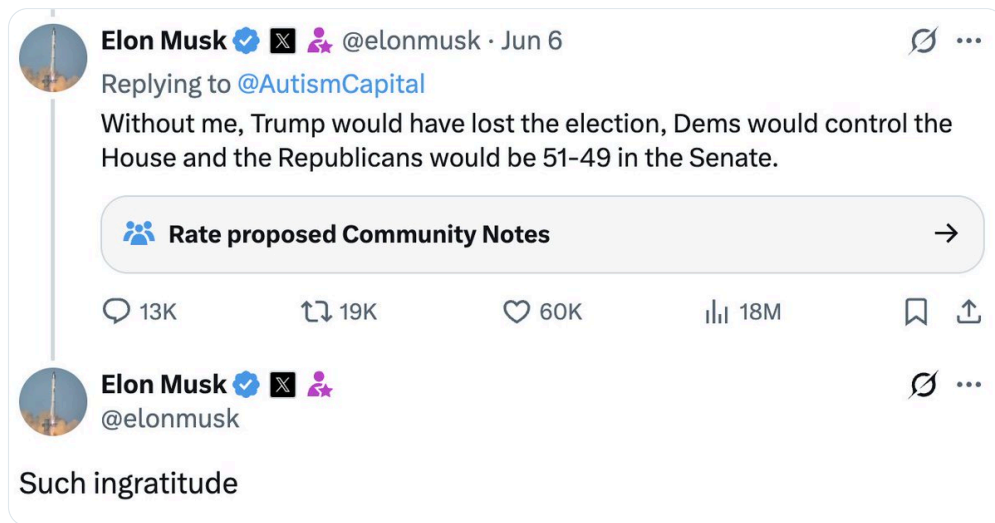 Elon Musk @elonmusk · Jun 6
Replying to @AutismCapital
Without me, Trump would have lost the election, Dems would control the
House and the Republicans would be 51-49 in the Senate.
Rate proposed Community Notes
13K 19K 60K 18M
Elon Musk
@elonmusk
Such ingratitude